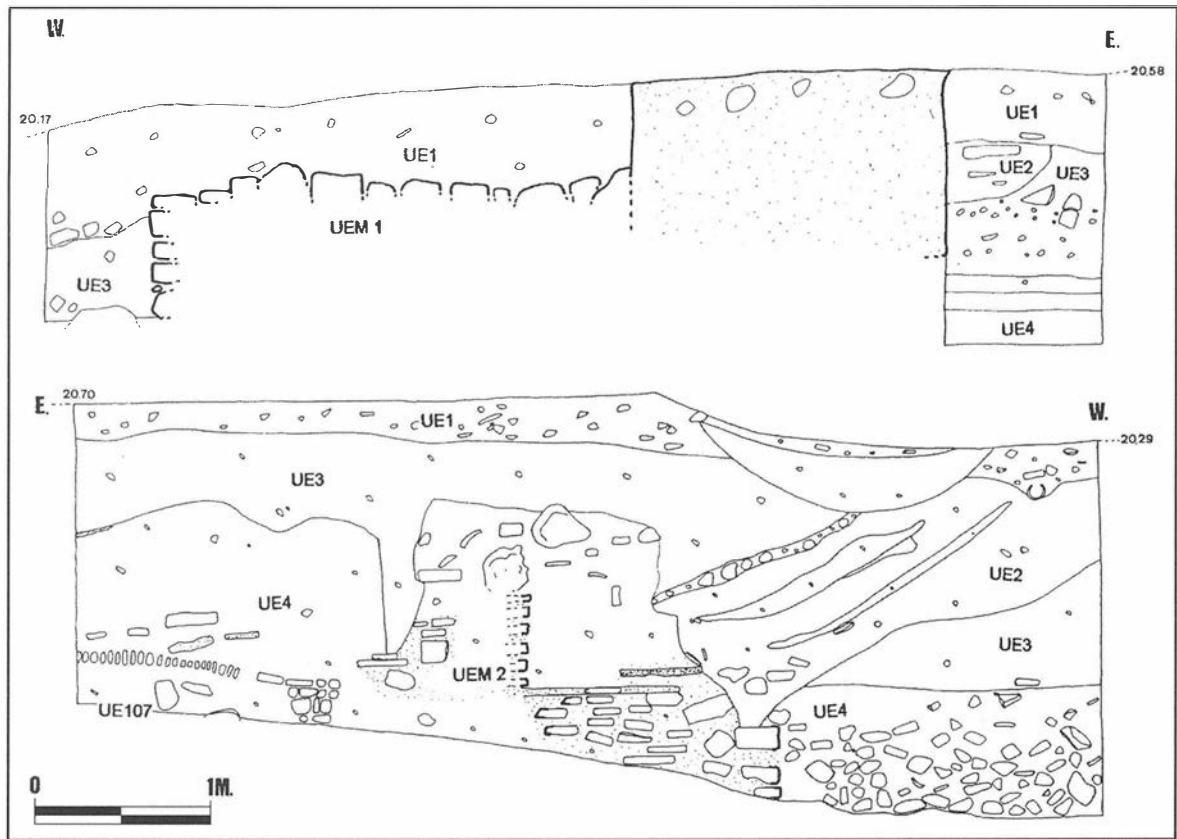 W.
E.
20.58
20.17
UE1
UE1
UE2
UE3
UEM 1
UE3
UE4
E.
20.70
W.
UE1
20.29
UE3
UE2
UE4
UE3
UEM 2
UE4
UE107
0
1M.